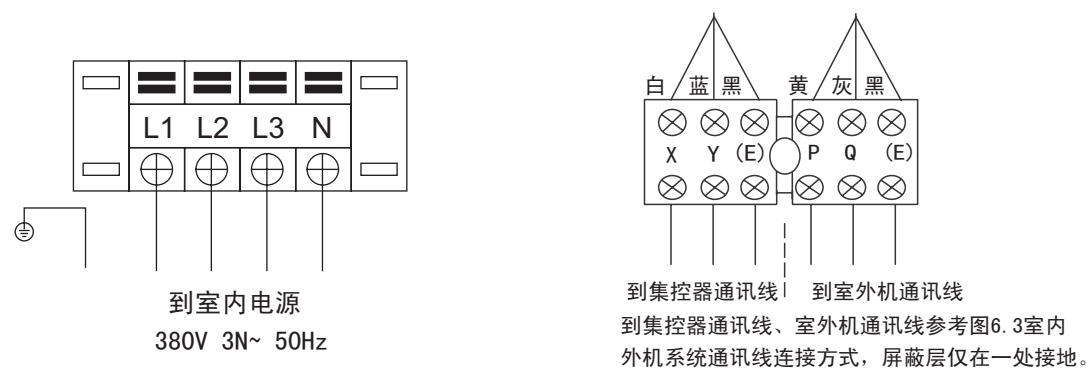 L1 L2 L3 N
到室内电源
380V 3N~ 50Hz
白 蓝 黑 黄 灰 黑
X Y (E) P Q (E)
到集控器通讯线 到室外机通讯线
到集控器通讯线、室外机通讯线参考图6.3室内
外机系统通讯线连接方式，屏蔽层仅在一处接地。